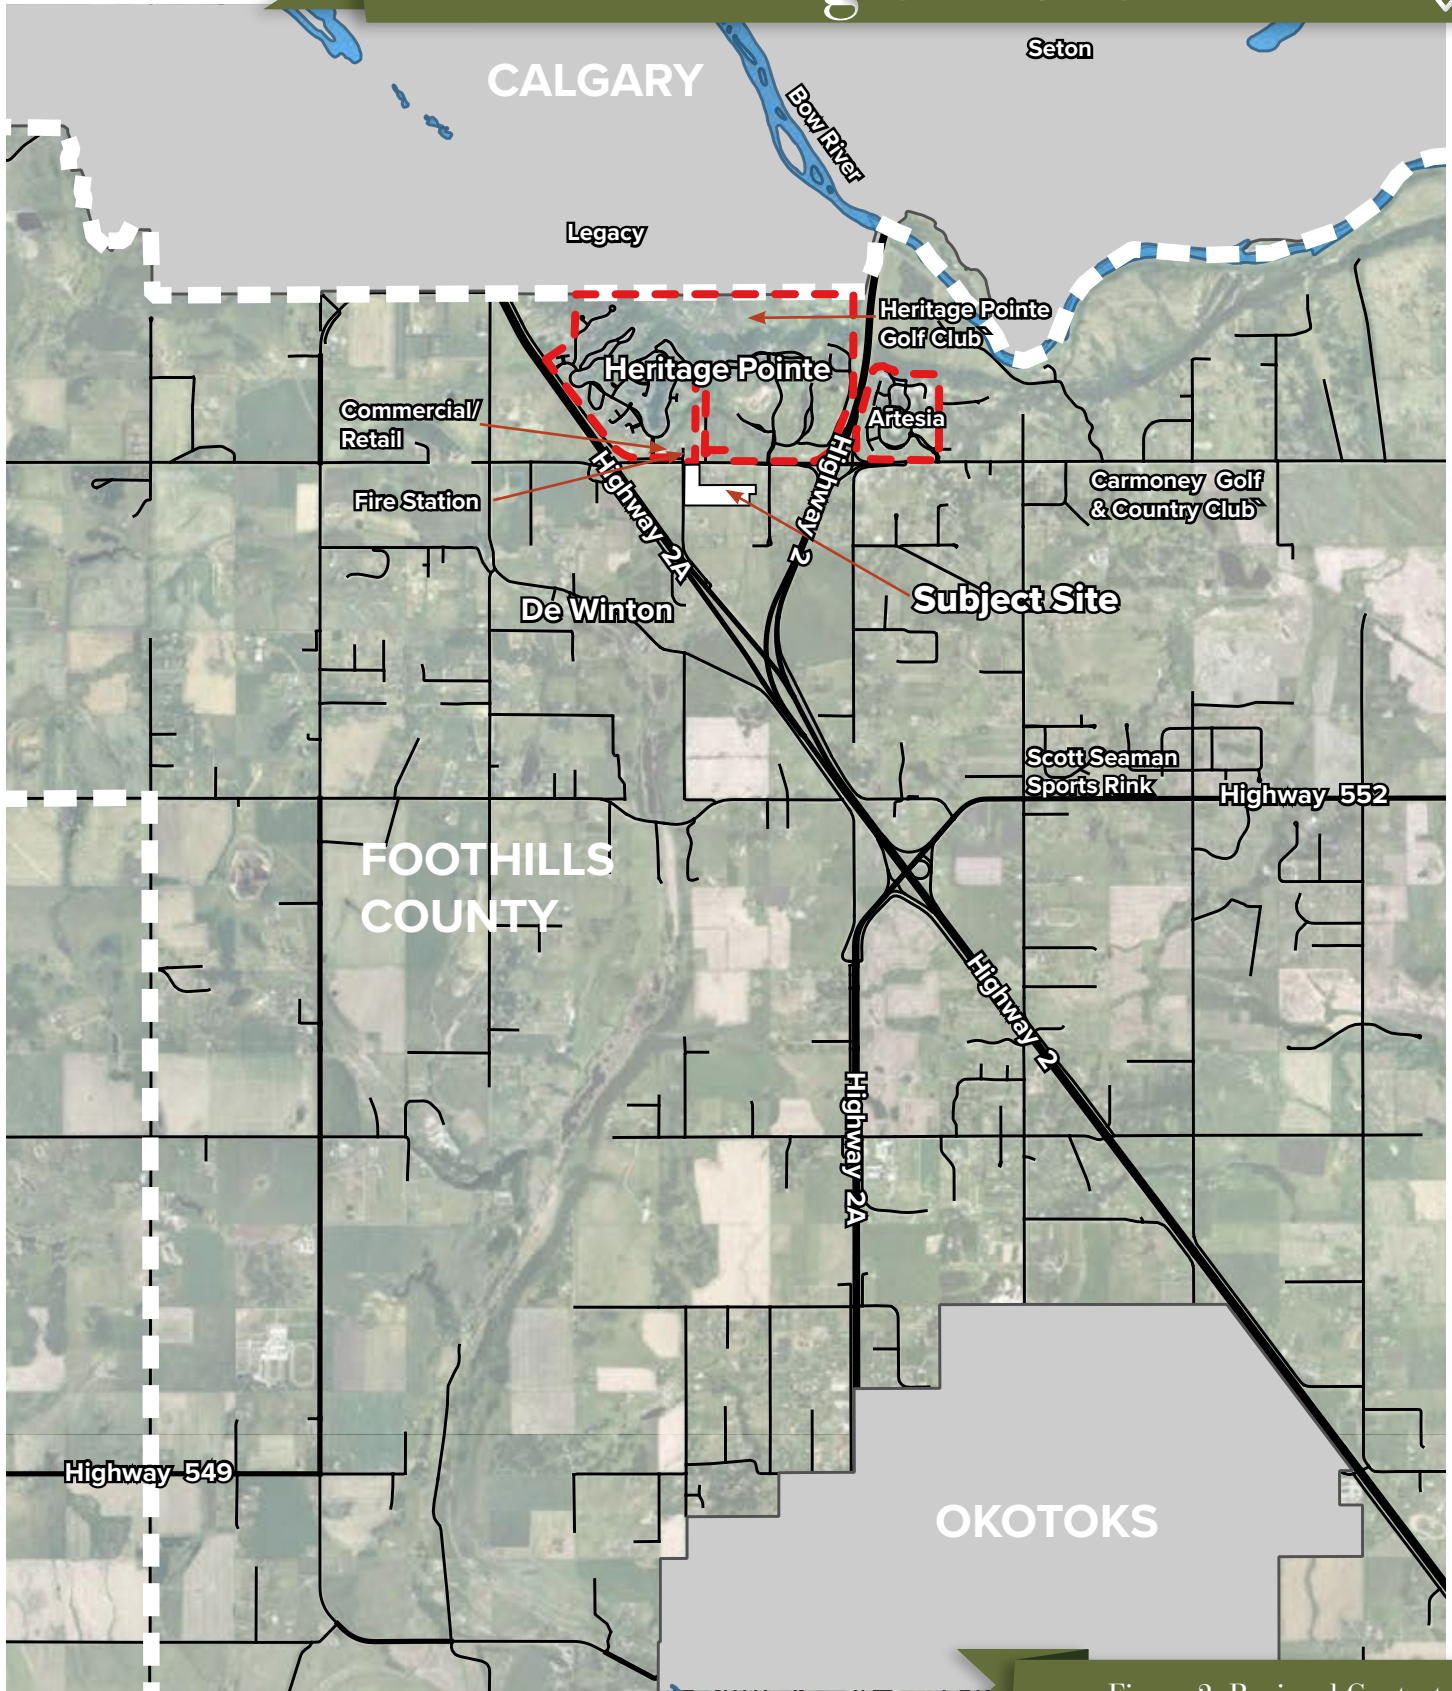 Seton
CALGARY
Bow River
Legacy
Heritage Pointe
Golf Club`
Heritage Pointe
Commercial/
Retail
Artesia
Highway 2A
Highway 2
Carmoney Golf
& Country Club`
Fire Station
Subject Site
De Winton
Scott Seaman
Sports Rink
Highway 552
FOOTHILLS
COUNTY
Highway 2
Highway 2A
Highway 549
OKOTOKS